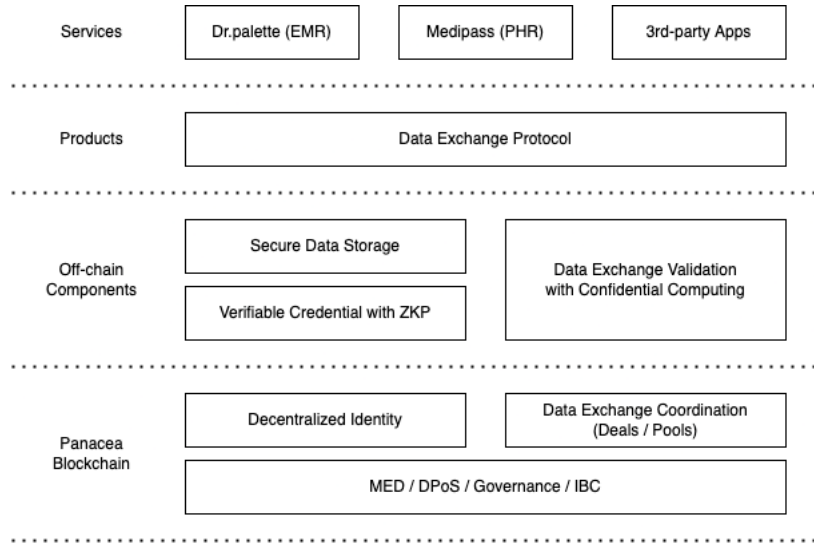 Services
Dr.palette (EMR)
Medipass (PHR)
3rd-party Apps
Products
Data Exchange Protocol
Off-chain
Components
Secure Data Storage
Verifiable Credential with ZKP
Data Exchange Validation
with Confidential Computing
Panacea
Blockchain
Decentralized Identity
Data Exchange Coordination
(Deals / Pools)
MED / DPoS / Governance / IBC